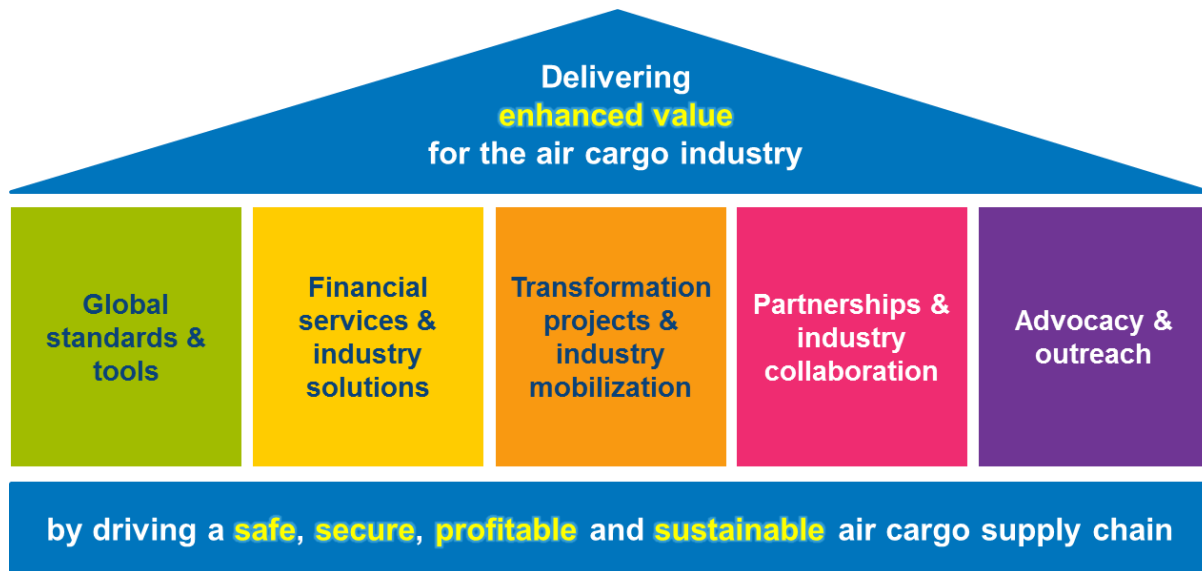 Delivering
enhanced value
for the air cargo industry
Global
standards &
tools
Financial
services &
industry
solutions
Transformation
projects &
industry
mobilization
Partnerships &
industry
collaboration
Advocacy &
outreach
by driving a safe, secure, profitable and sustainable air cargo supply chain